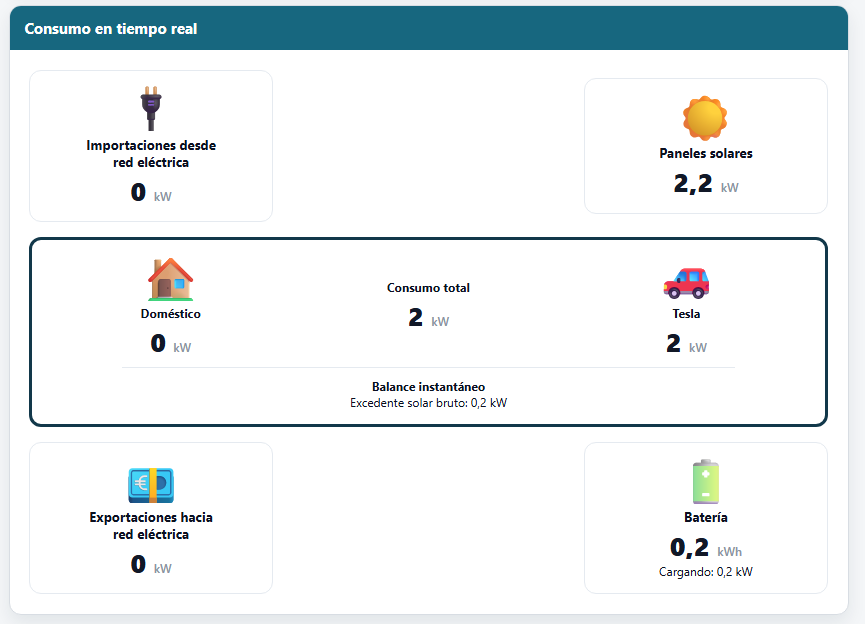 Consumo en tiempo real
Importaciones desde
red eléctrica
0 kW
Paneles solares
2,2 kW
Doméstico
0 kW
Consumo total
2 kW
Tesla
2 kW
Balance instantáneo
Excedente solar bruto: 0,2 kW
Exportaciones hacia
red eléctrica
0 kW
Batería
0,2 kWh
Cargando: 0,2 kW